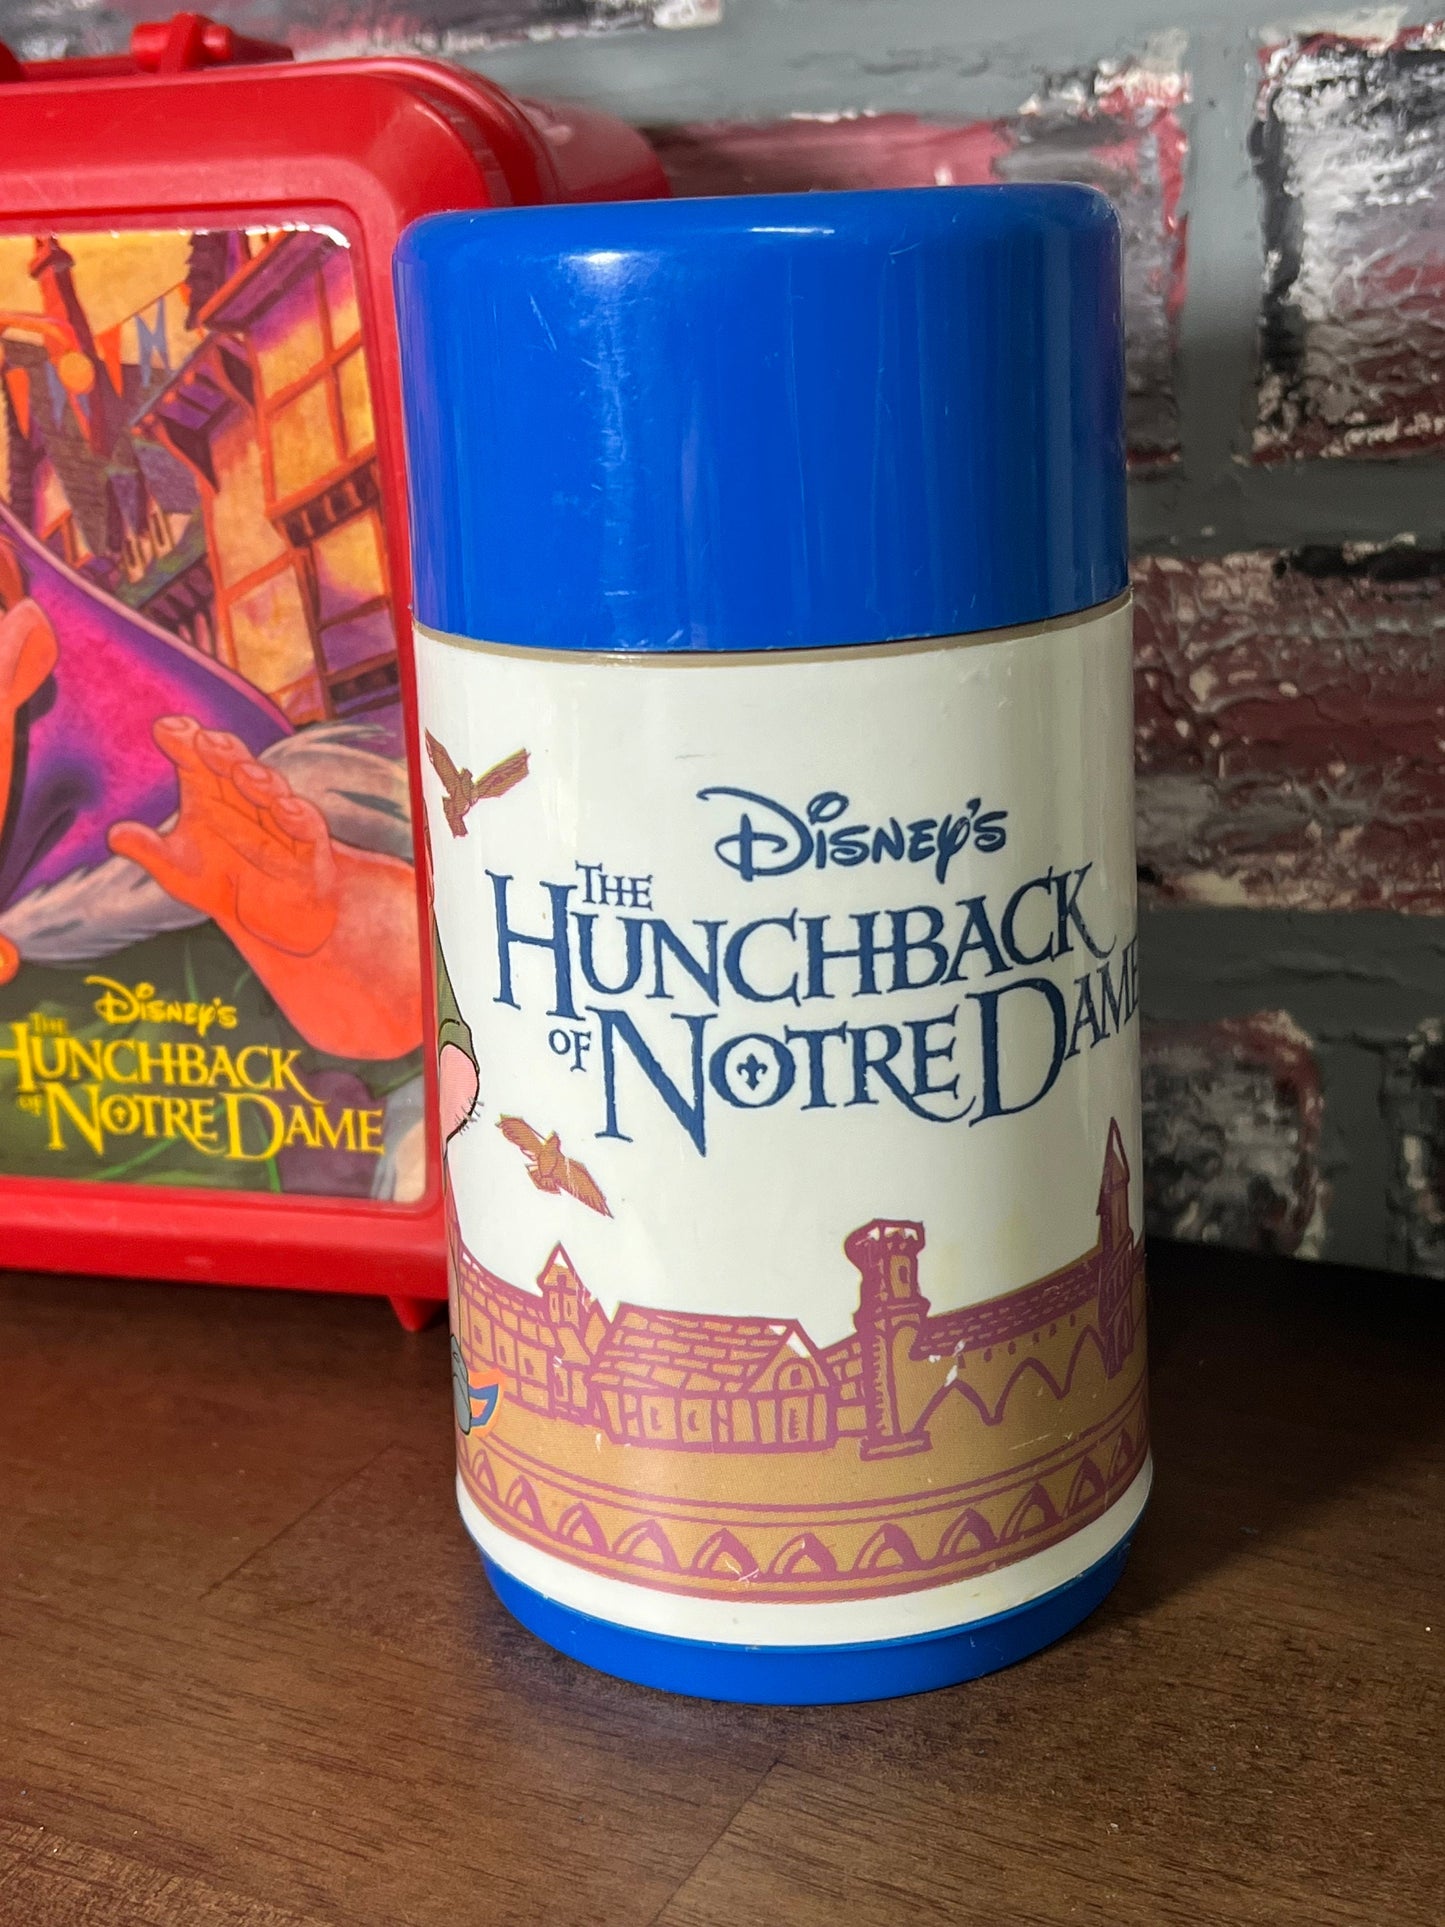 Disney's
THE
HUNCHBACK
OF NOTRE DAME
Disney's
THE
HUNCHBACK
OF NOTRE DAME